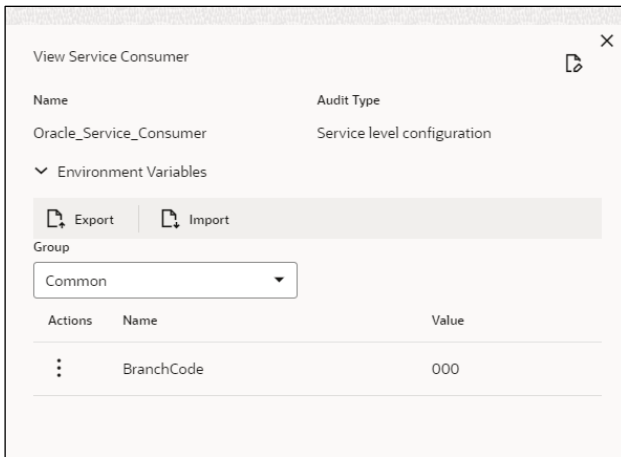 View Service Consumer
Name Audit Type
Oracle_Service_Consumer Service level configuration
Environment Variables
Export Import
Group
Common
Actions Name Value
BranchCode 000